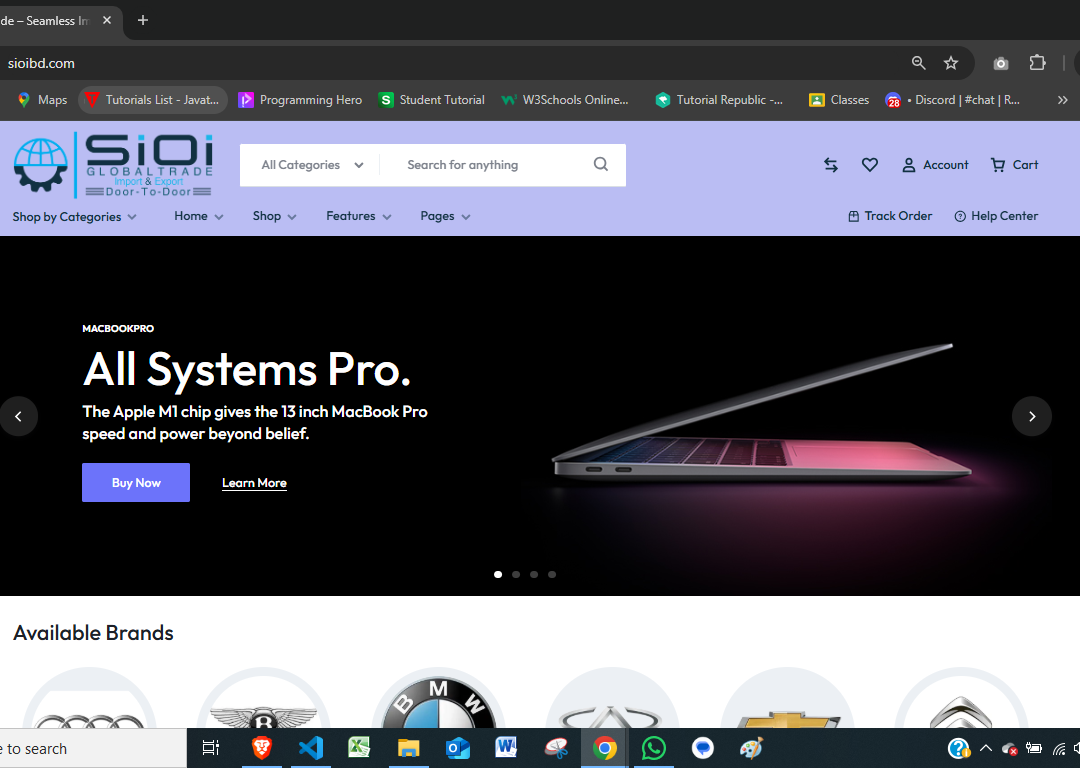 de – Seamless Im
sioibd.com
Maps
Tutorials List - Javat...
Programming Hero
Student Tutorial
W3Schools Online...
Tutorial Republic -...
Classes
28
• Discord | #chat | R...
SiOi
GLOBALTRADE
Import & Export
Door-To-Door
All Categories
Search for anything
Account
Cart
Shop by Categories
Home
Shop
Features
Pages
Track Order
Help Center
MACBOOKPRO
All Systems Pro.
The Apple M1 chip gives the 13 inch MacBook Pro
speed and power beyond belief.
Buy Now
Learn More
Available Brands
B
B M W
e to search